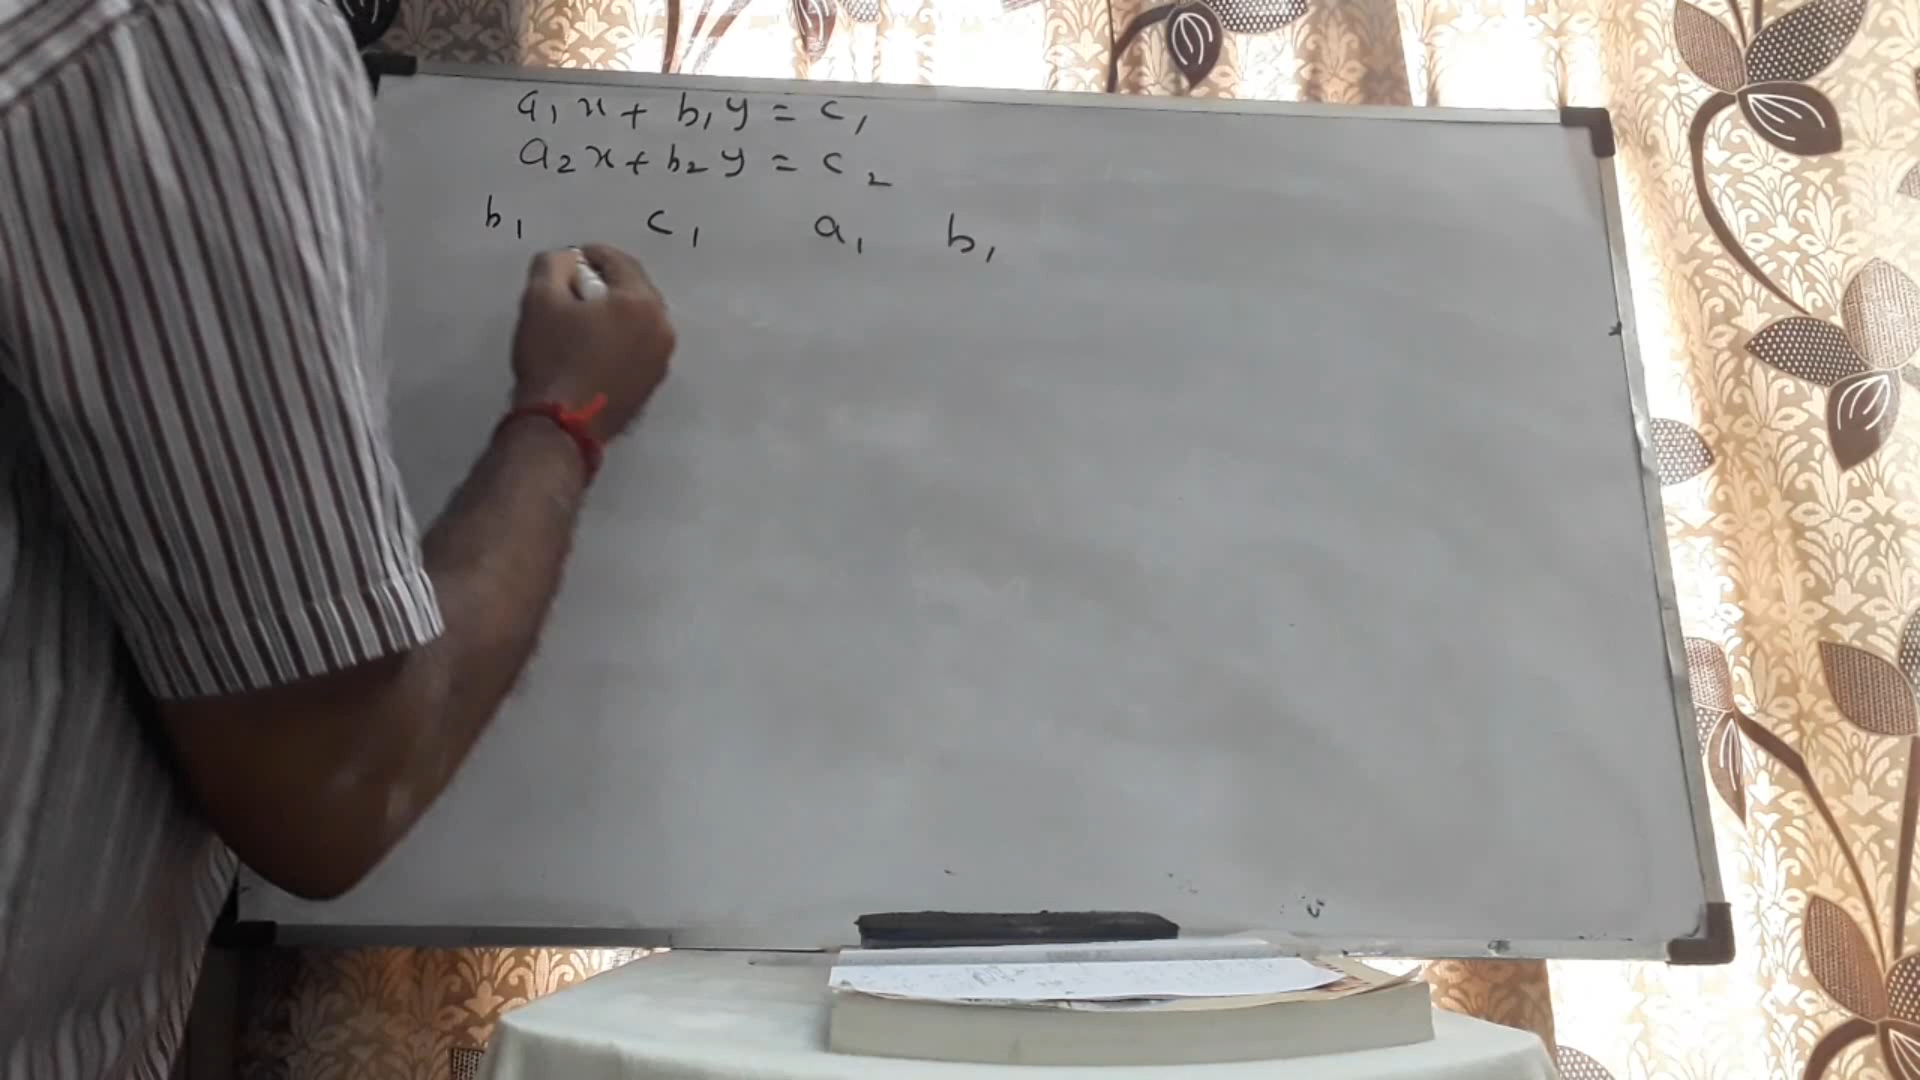 a₁x + b₁y = c₁
a₂x + b₂y = c₂
b₁ c₁ a₁ b₁